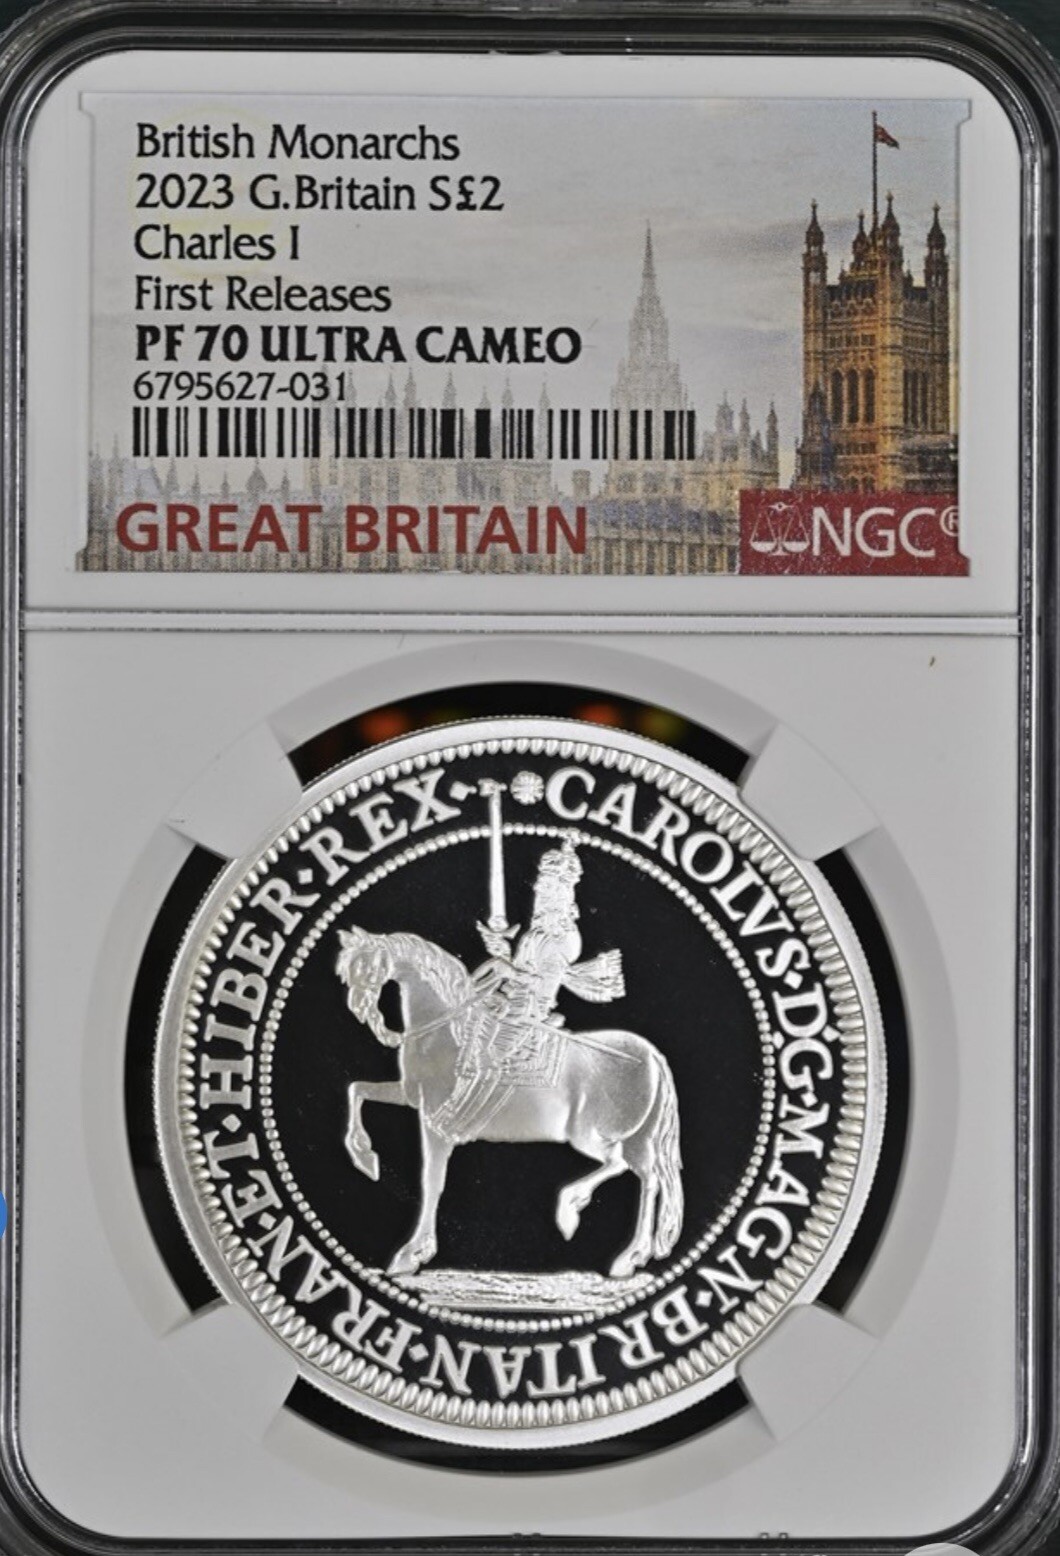 British Monarchs
2023 G.Britain S£2
Charles I
First Releases
PF 70 ULTRA CAMEO
6795627-031
GREAT BRITAIN
NGC®
CAROLVS·D:G:MAG·N·BRITAN·FRAN·ET·HIBER·REX·